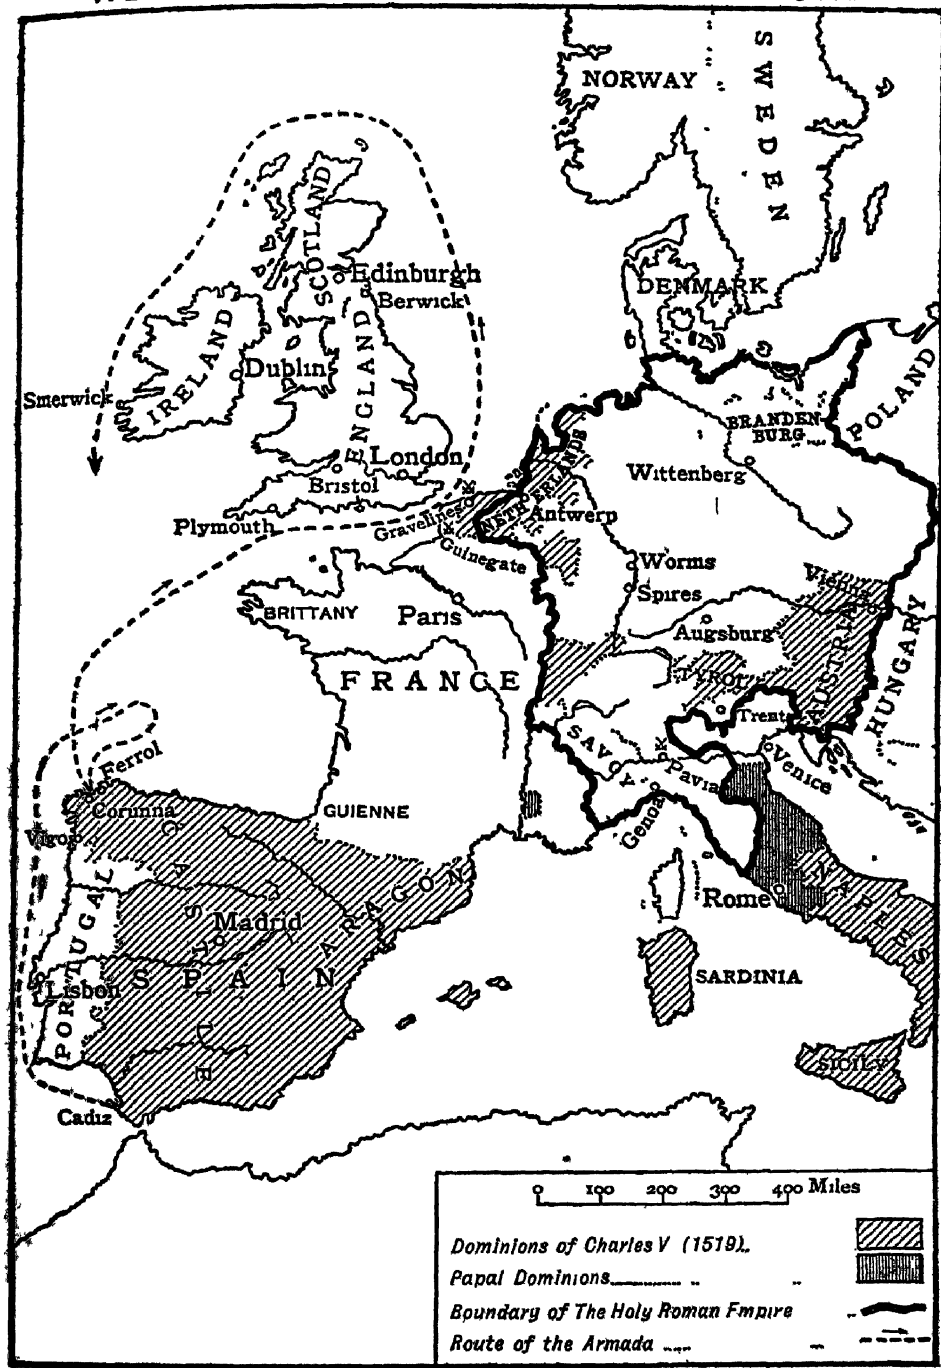 NORWAY
SWEDEN
SCOTLAND
Edinburgh
Berwick
DENMARK
IRELAND
Dublin
ENGLAND
Smerwick
POLAND
BRANDEN
BURG
NETHERLANDS
London
Bristol
Wittenberg
Plymouth
Gravelines
Antwerp
Guinegate
Worms
Spires
Vienna
BRITTANY
Paris
Augsburg
AUSTRIA
HUNGARY
FRANCE
TYROL
Trent
SAVOY
Pavia
Venice
Ferrol
Corunna
GUIENNE
Genoa
Vigo
CASTILE
ARAGON
NAPLES
Rome
Madrid
PORTUGAL
Lisbon
SPAIN
SARDINIA
SICILY
Cadiz
0 100 200 300 400 Miles
Dominions of Charles V (1519)..
Papal Dominions
Boundary of The Holy Roman Empire
Route of the Armada